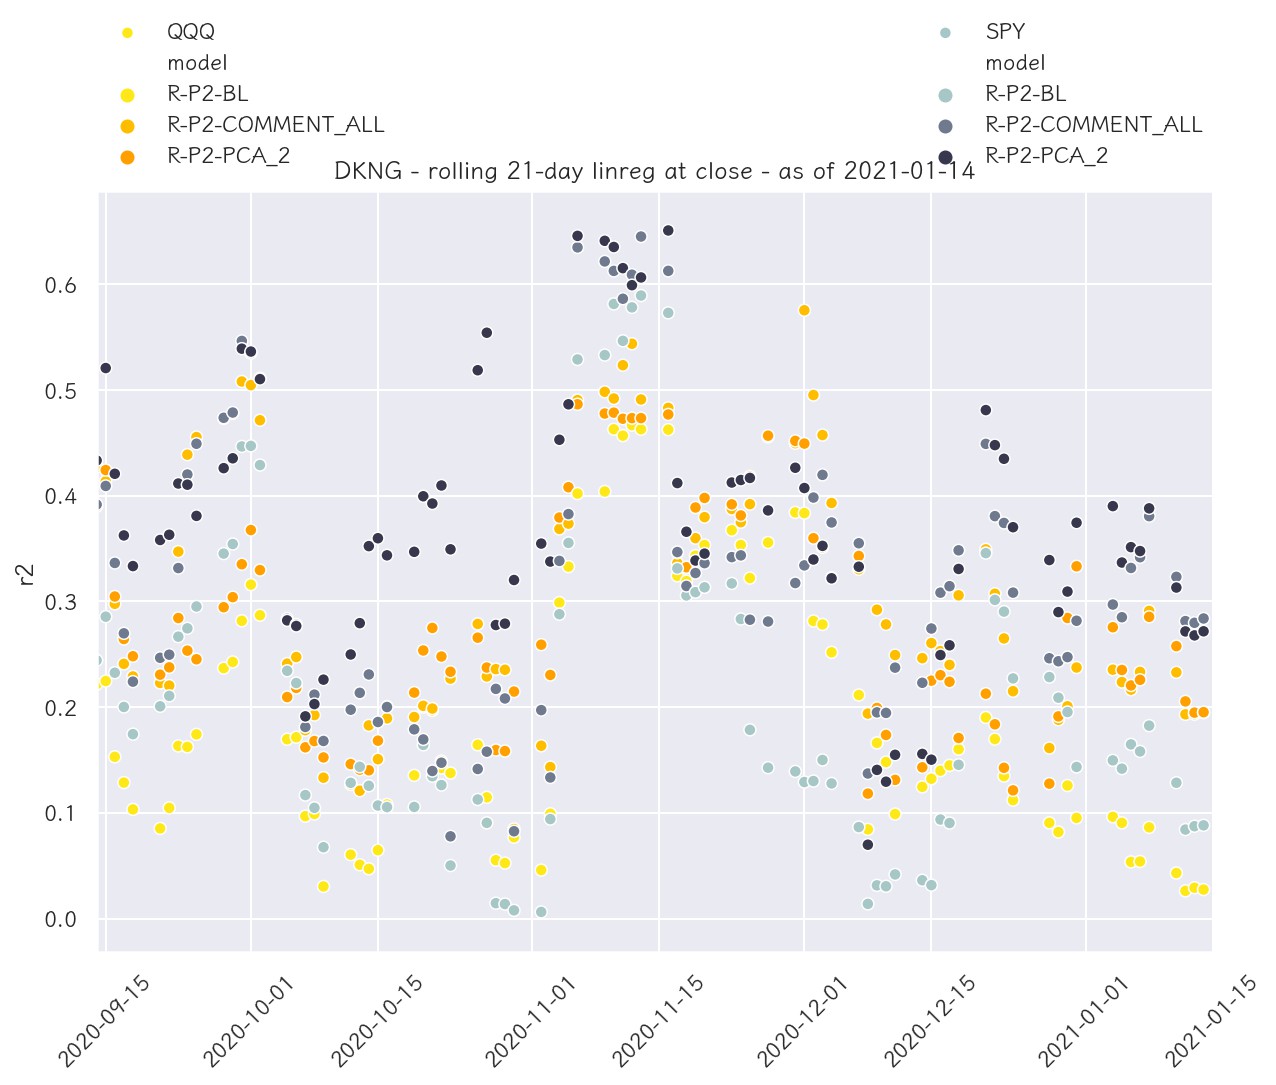 QQQ
model
R-P2-BL
R-P2-COMMENT_ALL
R-P2-PCA_2
SPY
model
R-P2-BL
R-P2-COMMENT_ALL
R-P2-PCA_2
DKNG - rolling 21-day linreg at close - as of 2021-01-14
r2
0.6
0.5
0.4
0.3
0.2
0.1
0.0
2020-09-15
2020-10-01
2020-10-15
2020-11-01
2020-11-15
2020-12-01
2020-12-15
2021-01-01
2021-01-15